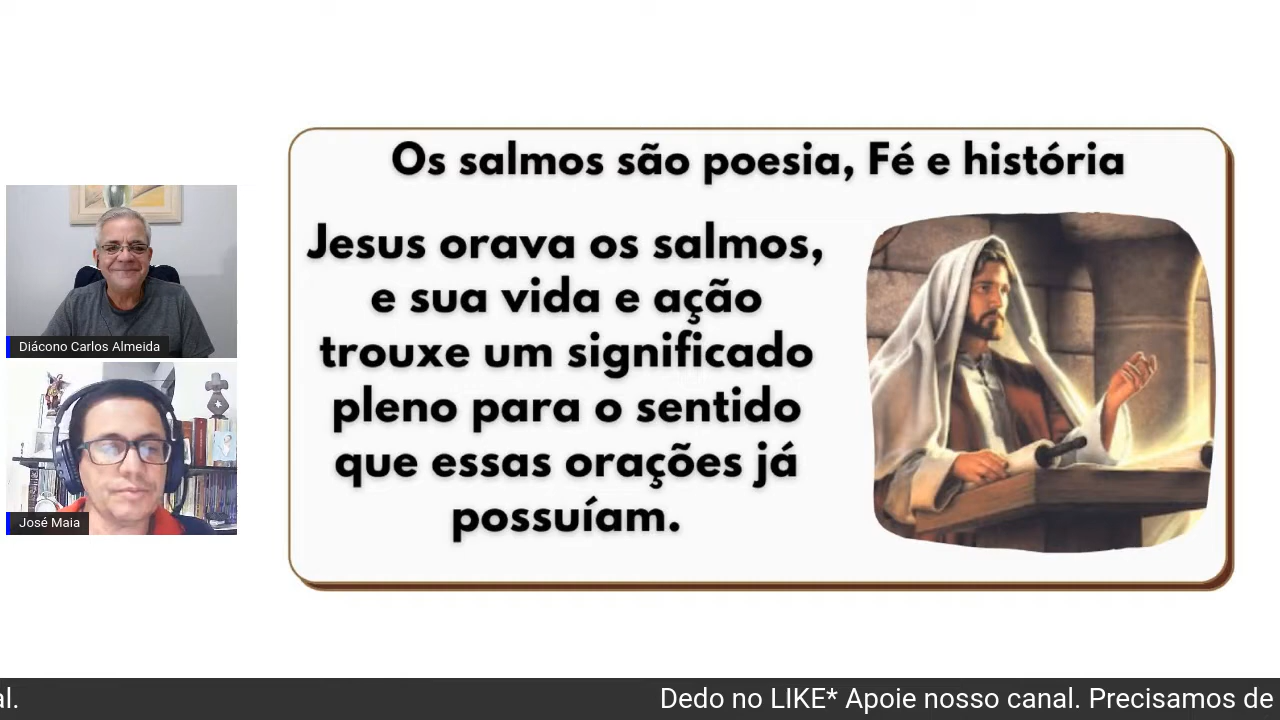 Os salmos são poesia, Fé e história
Jesus orava os salmos,
e sua vida e ação
trouxe um significado
pleno para o sentido
que essas orações já
possuíam.
Diácono Carlos Almeida
José Maia
al.
Dedo no LIKE* Apoie nosso canal. Precisamos de